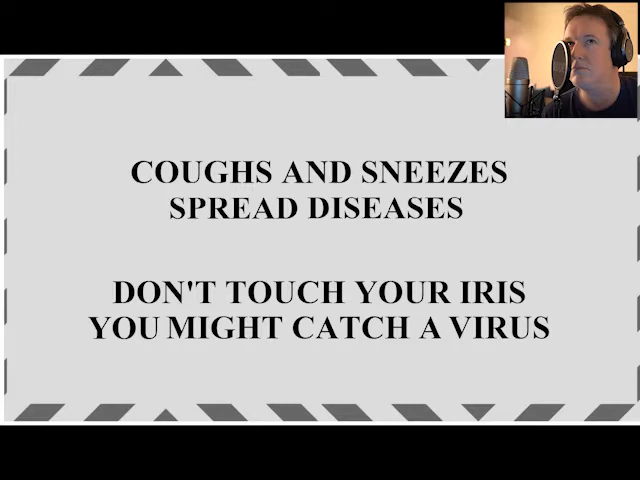 COUGHS AND SNEEZES
SPREAD DISEASES
DON'T TOUCH YOUR IRIS
YOU MIGHT CATCH A VIRUS